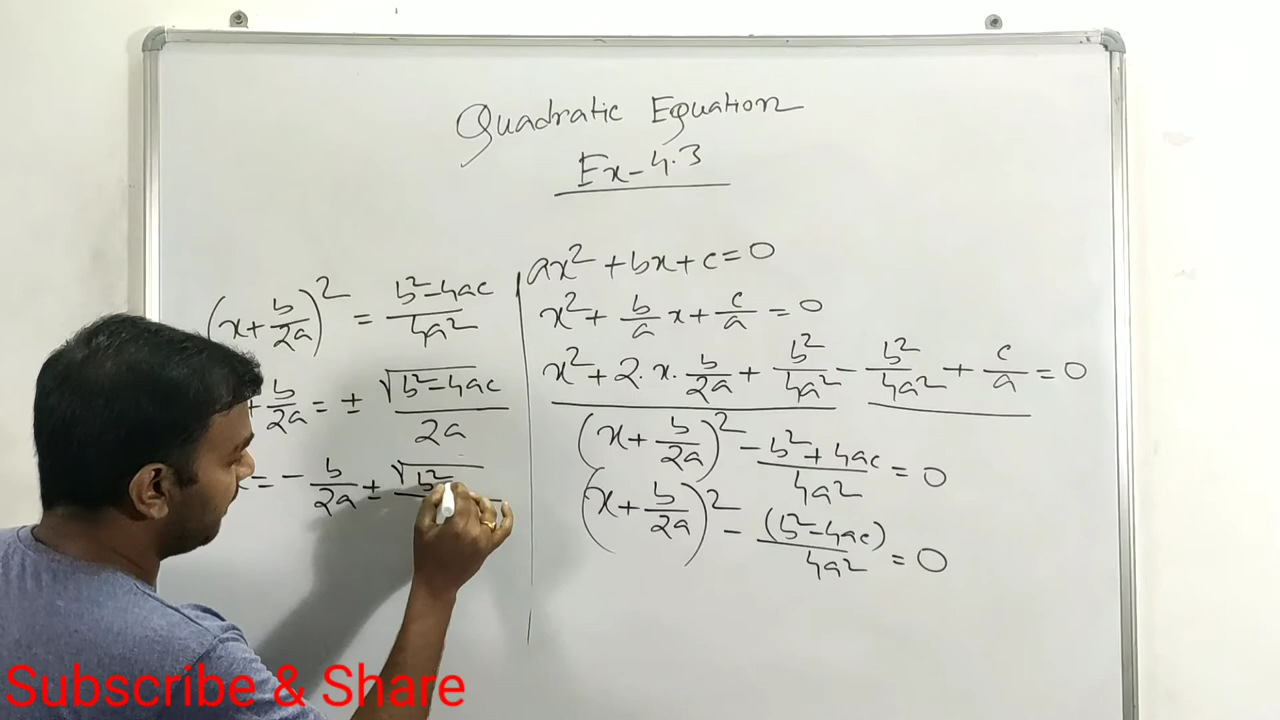 Quadratic Equation
Ex-4.3
ax² + bx + c = 0
x² + b/a x + c/a = 0
x² + 2. x. b/2a + b²/4a² - b²/4a² + c/a = 0
(x + b/2a)² - b² + 4ac/4a² = 0
(x + b/2a)² - (b² - 4ac)/4a² = 0
(x + b/2a)² = b² - 4ac/4a²
+ b/2a = ± √b² - 4ac/2a
= - b/2a ± √b²
Subscribe & Share